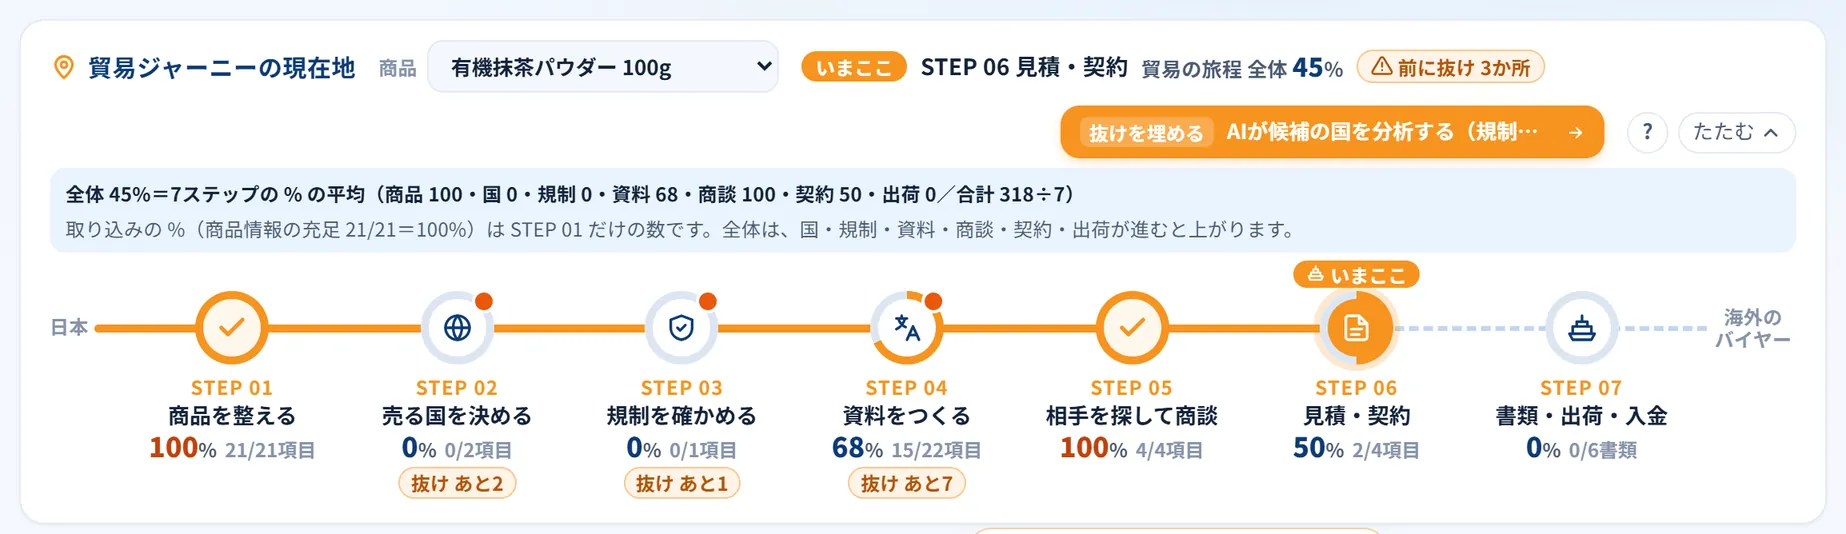 貿易ジャーニーの現在地 商品 有機抹茶パウダー 100g いまここ STEP 06 見積・契約 貿易の旅程 全体 45% 前に抜け 3か所
抜けを埋める AIが候補の国を分析する（規制… → ? たたむ
全体 45%＝7ステップの % の平均（商品 100・国 0・規制 0・資料 68・商談 100・契約 50・出荷 0／合計 318÷7）
取り込みの %（商品情報の充足 21/21＝100%）は STEP 01 だけの数です。全体は、国・規制・資料・商談・契約・出荷が進むと上がります。
いまここ
日本
海外の
バイヤー
STEP 01
商品を整える
100% 21/21項目
STEP 02
売る国を決める
0% 0/2項目
抜け あと2
STEP 03
規制を確かめる
0% 0/1項目
抜け あと1
STEP 04
資料をつくる
68% 15/22項目
抜け あと7
STEP 05
相手を探して商談
100% 4/4項目
STEP 06
見積・契約
50% 2/4項目
STEP 07
書類・出荷・入金
0% 0/6書類